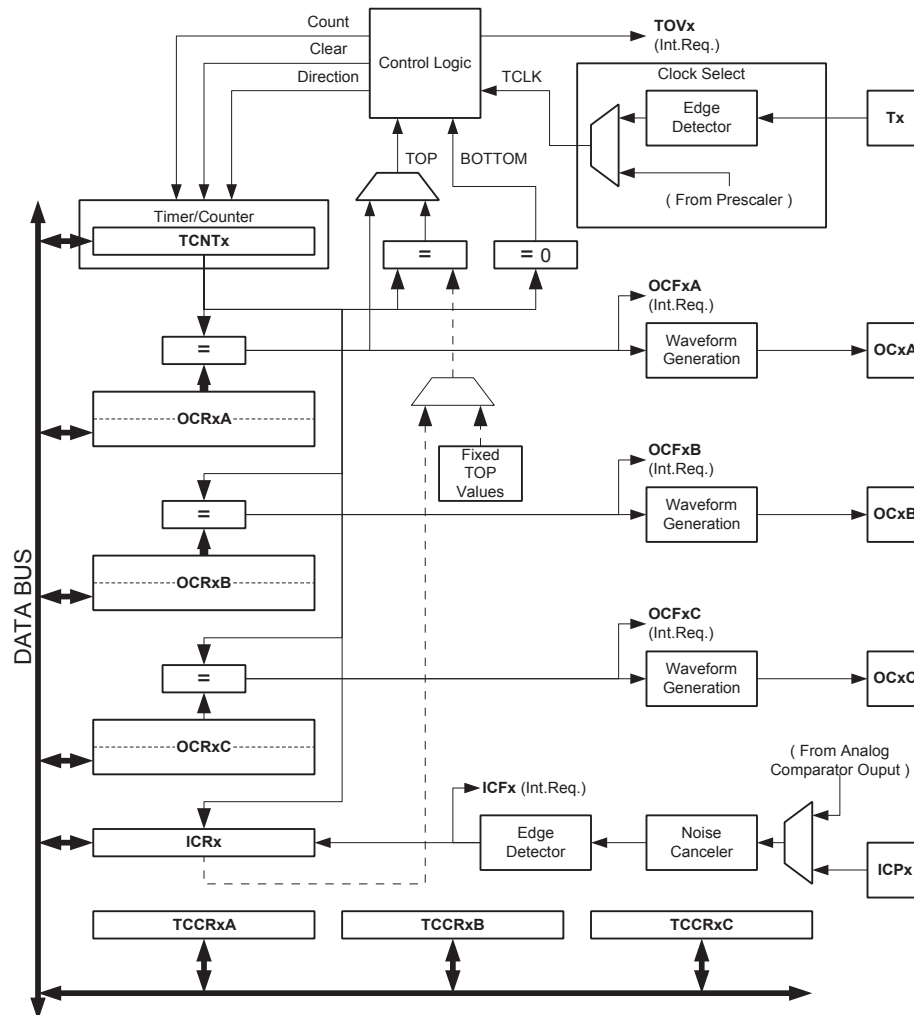 Count
Clear
Direction
Control Logic
TOVx
(Int.Req.)
TCLK
Clock Select
Edge
Detector
Tx
( From Prescaler )
TOP
BOTTOM
Timer/Counter
TCNTx
=
= 0
OCFxA
(Int.Req.)
=
Waveform
Generation
OCxA
OCRxA
Fixed
TOP
Values
OCFxB
(Int.Req.)
=
Waveform
Generation
OCxB
OCRxB
DATA BUS
OCFxC
(Int.Req.)
=
Waveform
Generation
OCxC
OCRxC
( From Analog
Comparator Ouput )
ICFx (Int.Req.)
ICRx
Edge
Detector
Noise
Canceler
ICPx
TCCRxA
TCCRxB
TCCRxC